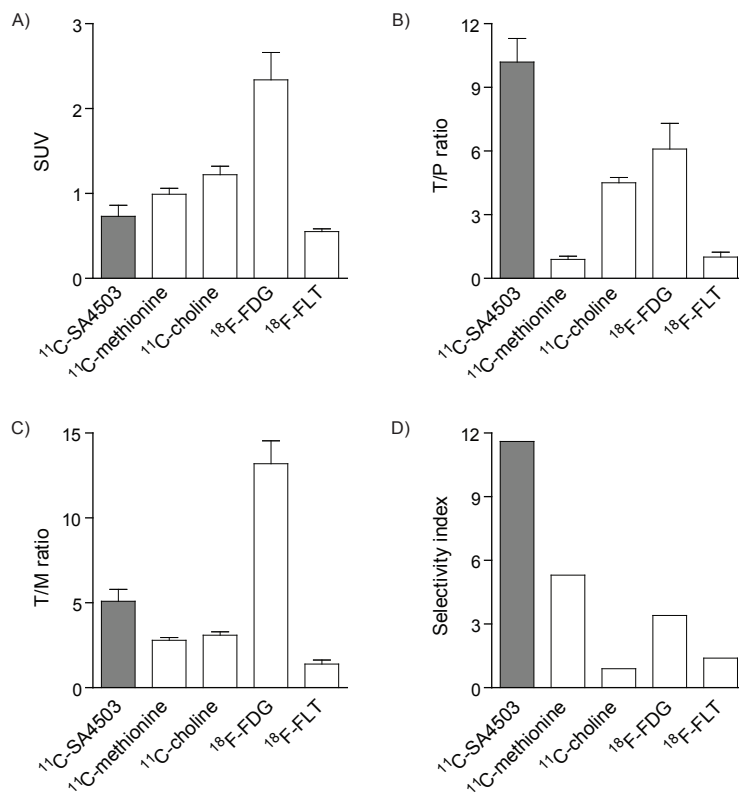 A)
SUV
3
2
1
0
¹¹C-SA4503
¹¹C-methionine
¹¹C-choline
¹⁸F-FDG
¹⁸F-FLT
B)
T/P ratio
12
9
6
3
0
¹¹C-SA4503
¹¹C-methionine
¹¹C-choline
¹⁸F-FDG
¹⁸F-FLT
C)
T/M ratio
15
10
5
0
¹¹C-SA4503
¹¹C-methionine
¹¹C-choline
¹⁸F-FDG
¹⁸F-FLT
D)
Selectivity index
12
9
6
3
0
¹¹C-SA4503
¹¹C-methionine
¹¹C-choline
¹⁸F-FDG
¹⁸F-FLT